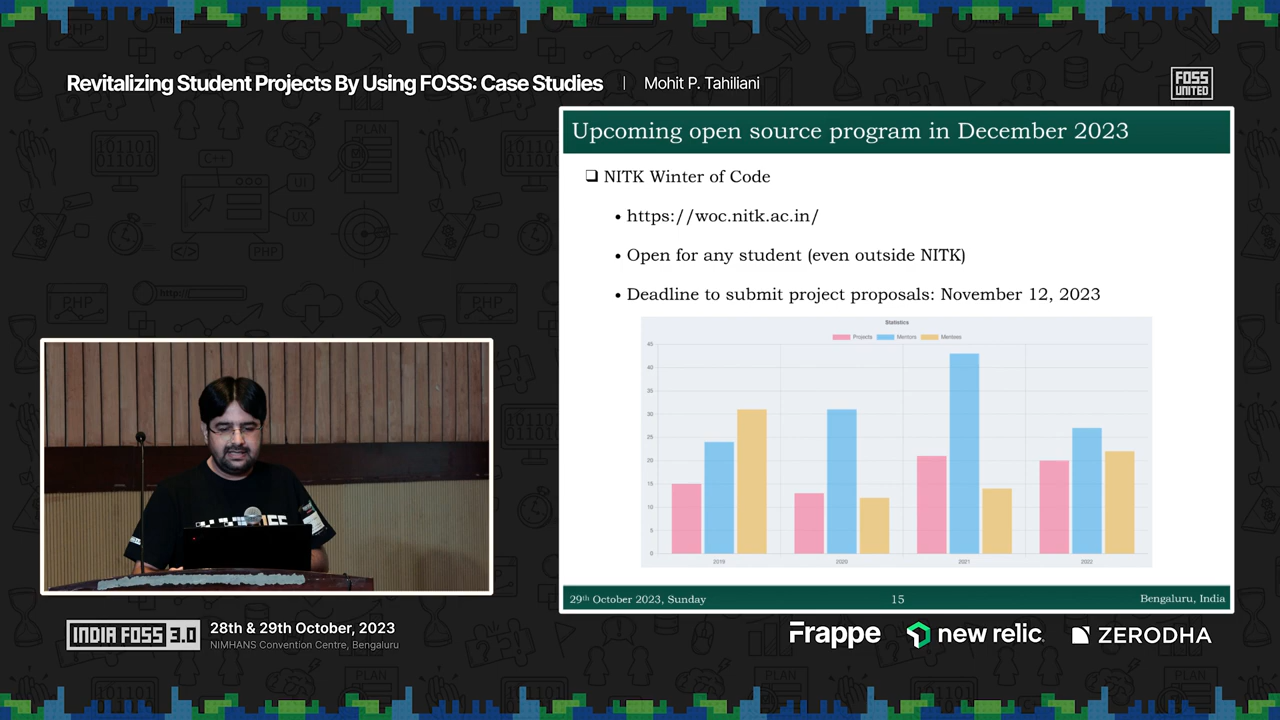 Revitalizing Student Projects By Using FOSS: Case Studies | Mohit P. Tahiliani
FOSS
UNITED
Upcoming open source program in December 2023
❑ NITK Winter of Code
• https://woc.nitk.ac.in/
• Open for any student (even outside NITK)
• Deadline to submit project proposals: November 12, 2023
Statistics
Projects Mentors Mentees
45
40
35
30
25
20
15
10
5
0
2019 2020 2021 2022
29th October 2023, Sunday 15 Bengaluru, India
INDIA FOSS 3.0
28th & 29th October, 2023
NIMHANS Convention Centre, Bengaluru
Frappe new relic ZERODHA